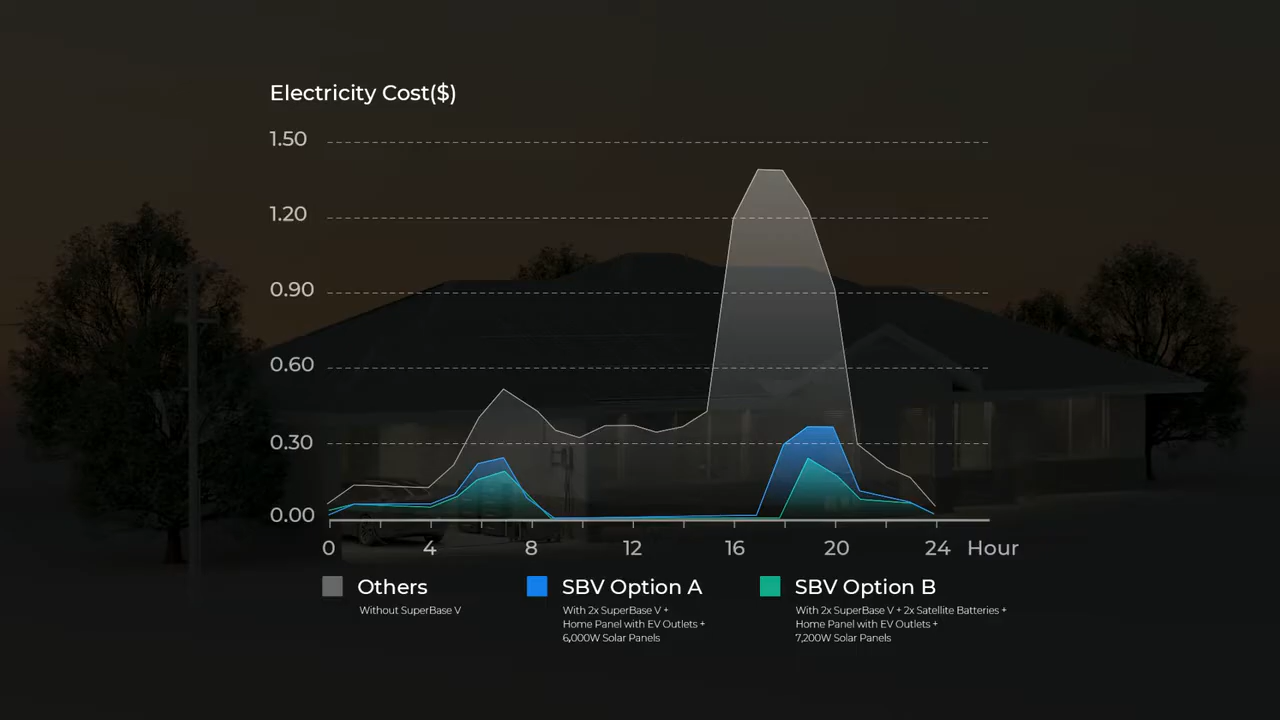 Electricity Cost($)
1.50
1.20
0.90
0.60
0.30
0.00
0 4 8 12 16 20 24 Hour
Others
Without SuperBase V
SBV Option A
With 2x SuperBase V +
Home Panel with EV Outlets +
6,000W Solar Panels
SBV Option B
With 2x SuperBase V + 2x Satellite Batteries +
Home Panel with EV Outlets +
7,200W Solar Panels